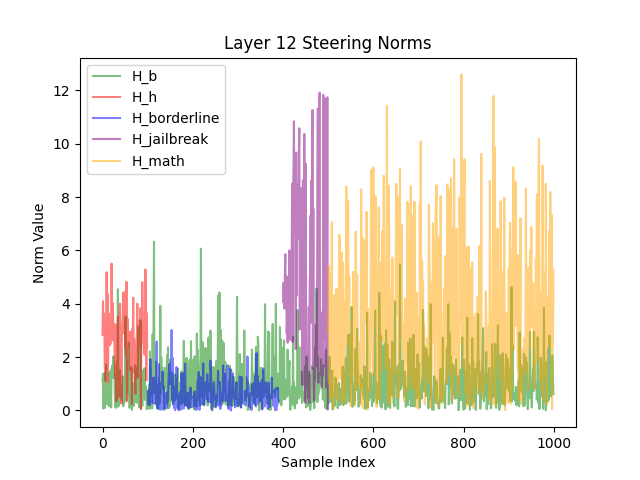 Layer 12 Steering Norms
H_b
H_h
H_borderline
H_jailbreak
H_math
Norm Value
12
10
8
6
4
2
0
0 200 400 600 800 1000
Sample Index